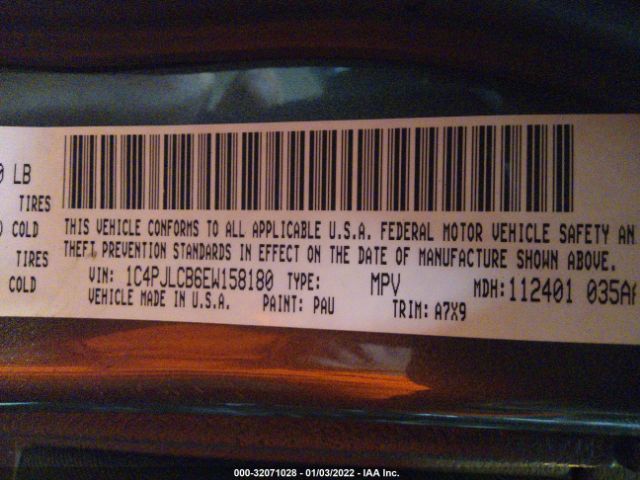 0 LB
TIRES
COLD
THIS VEHICLE CONFORMS TO ALL APPLICABLE U.S.A. FEDERAL MOTOR VEHICLE SAFETY AN
TIRES
THEFT PREVENTION STANDARDS IN EFFECT ON THE DATE OF MANUFACTURE SHOWN ABOVE.
COLD
VIN: 1C4PJLCB6EW158180 TYPE: MPV MDH: 112401 035A
VEHICLE MADE IN U.S.A. PAINT: PAU TRIM: A7X9
000-32071028 - 01/03/2022 - IAA Inc.